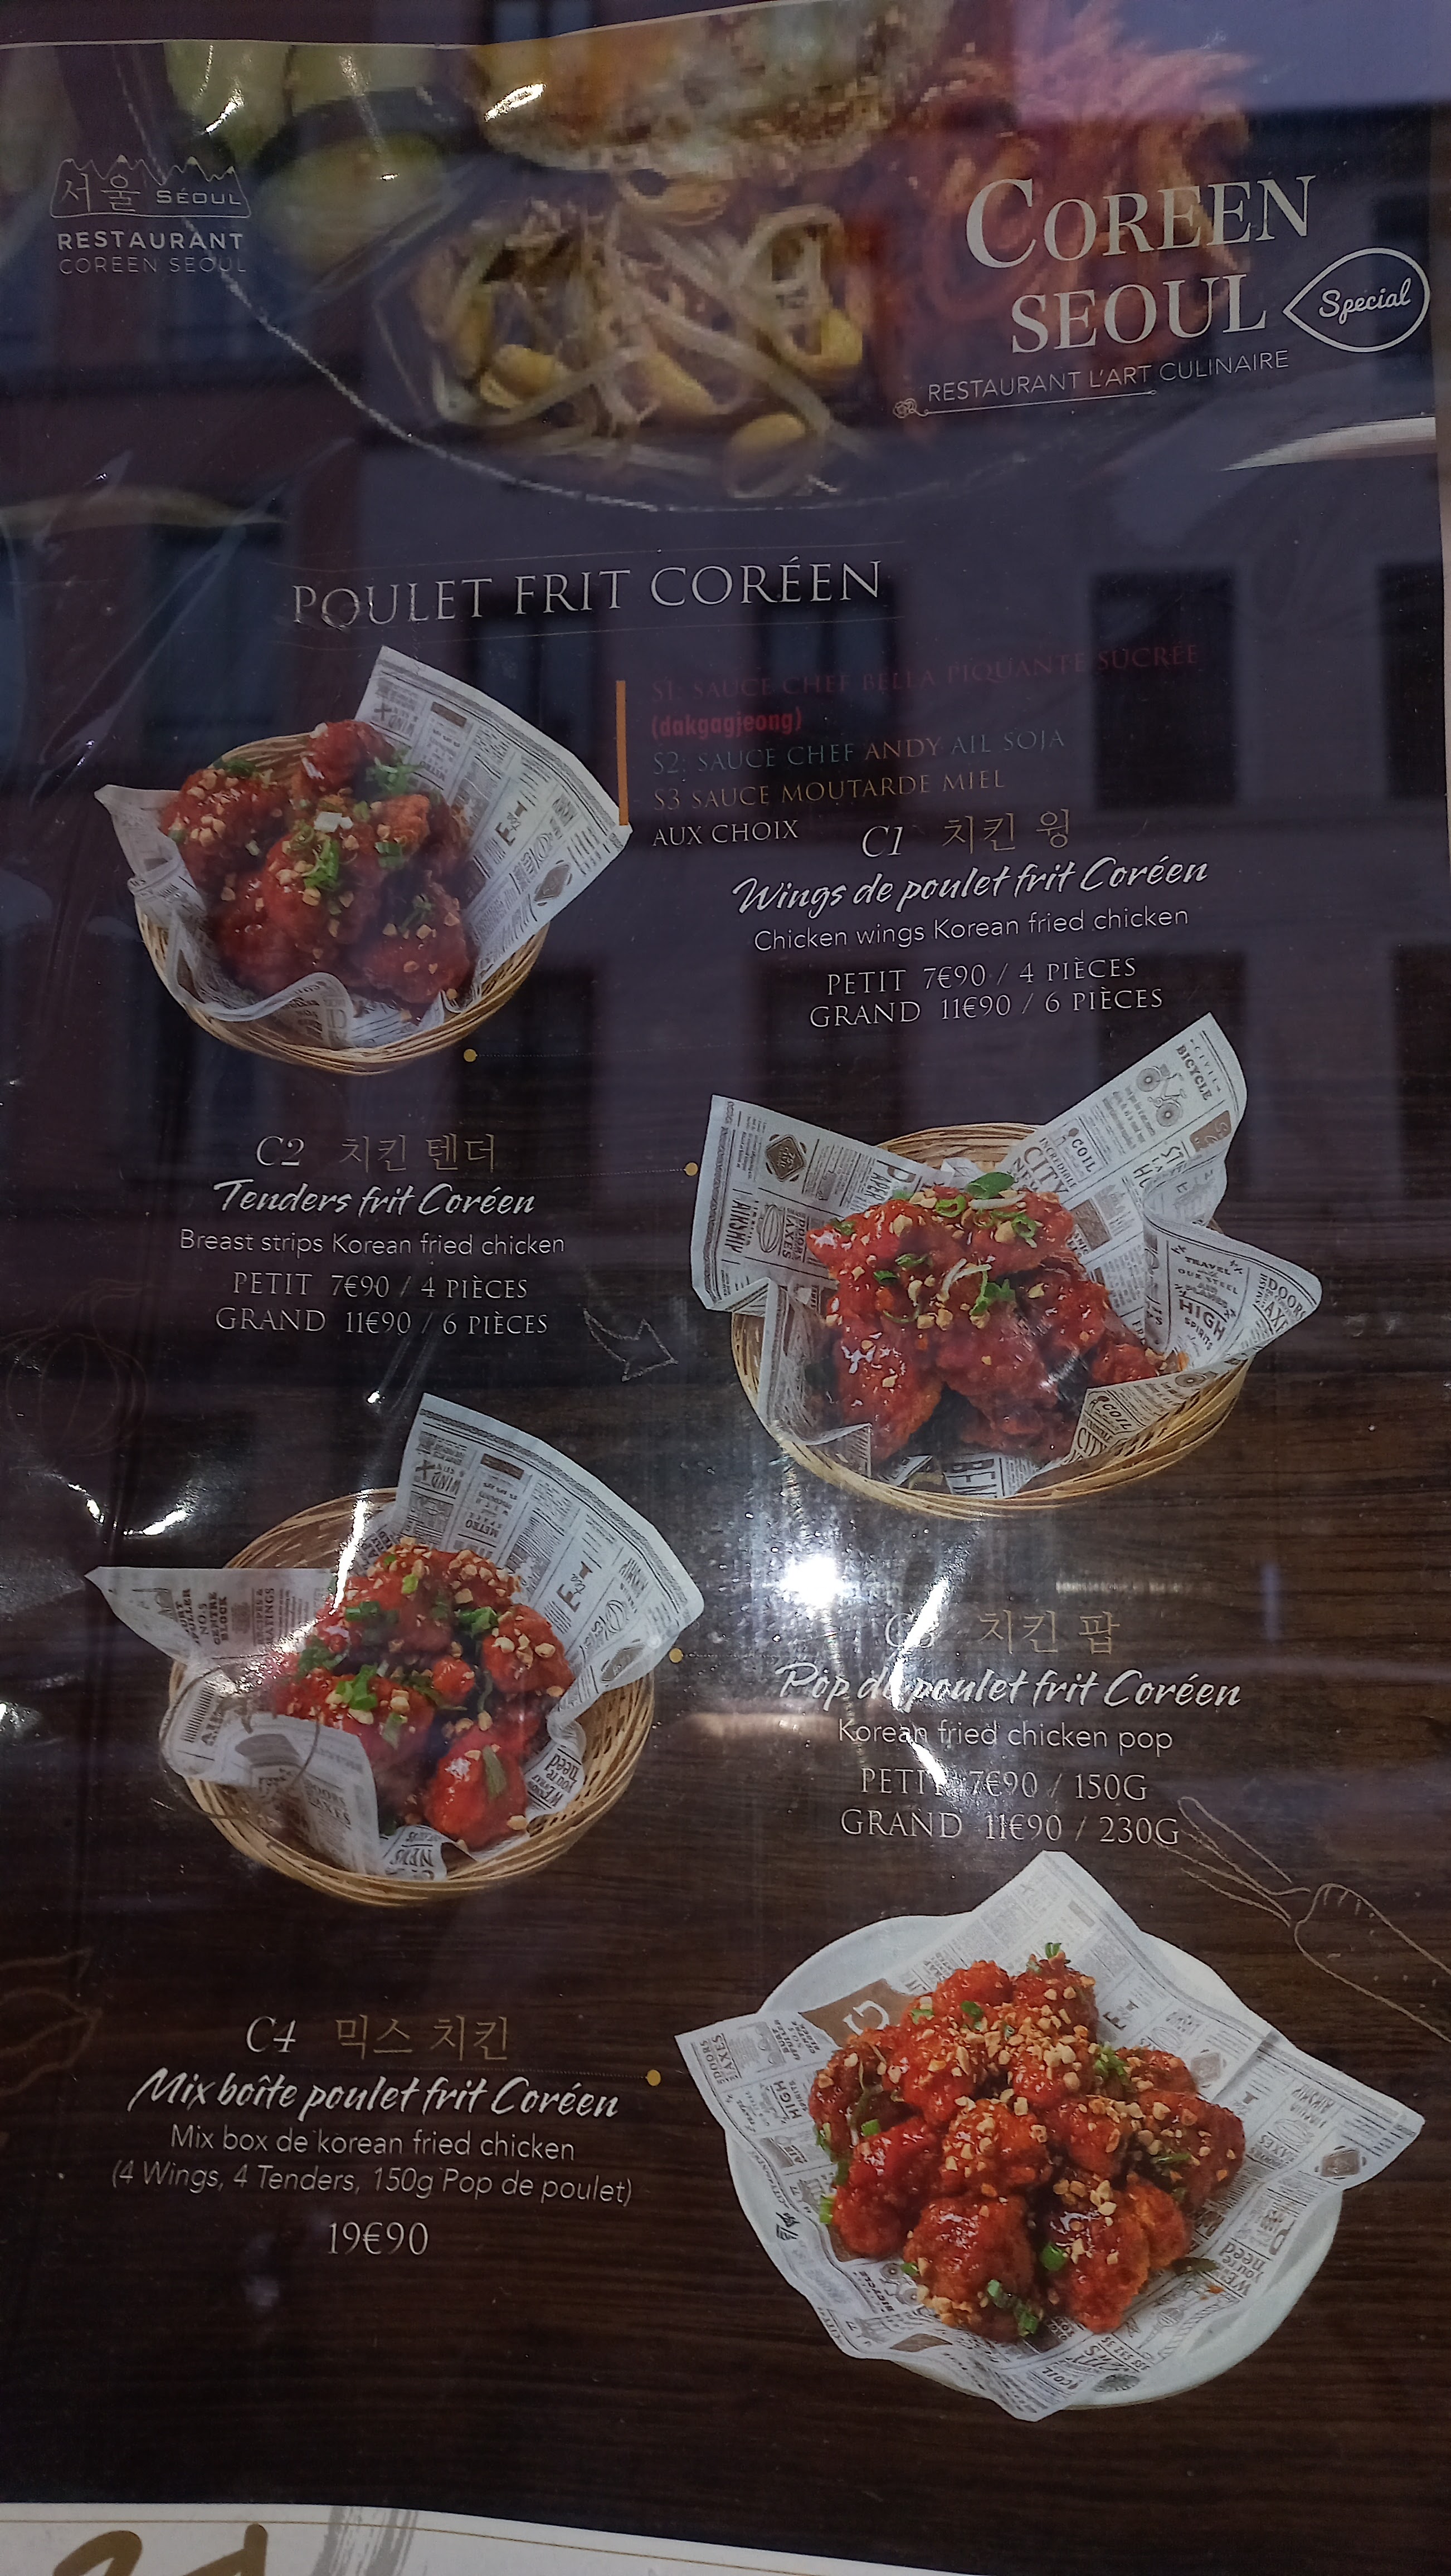 서울 SÉOUL
RESTAURANT
COREEN SEOUL
COREEN
SEOUL
Special
RESTAURANT L'ART CULINAIRE
POULET FRIT CORÉEN
S1: SAUCE CHEF BELLA PIQUANTE SUCRÉE
(dakgagjeong)
S2: SAUCE CHEF ANDY AIL SOJA
S3 SAUCE MOUTARDE MIEL
AUX CHOIX
C1 치킨 윙
Wings de poulet frit Coréen
Chicken wings Korean fried chicken
PETIT 7€90 / 4 PIÈCES
GRAND 11€90 / 6 PIÈCES
C2 치킨 텐더
Tenders frit Coréen
Breast strips Korean fried chicken
PETIT 7€90 / 4 PIÈCES
GRAND 11€90 / 6 PIÈCES
C3 치킨 팝
Pop de poulet frit Coréen
Korean fried chicken pop
PETIT 7€90 / 150G
GRAND 11€90 / 230G
C4 믹스 치킨
Mix boîte poulet frit Coréen
Mix box de korean fried chicken
(4 Wings, 4 Tenders, 150g Pop de poulet)
19€90